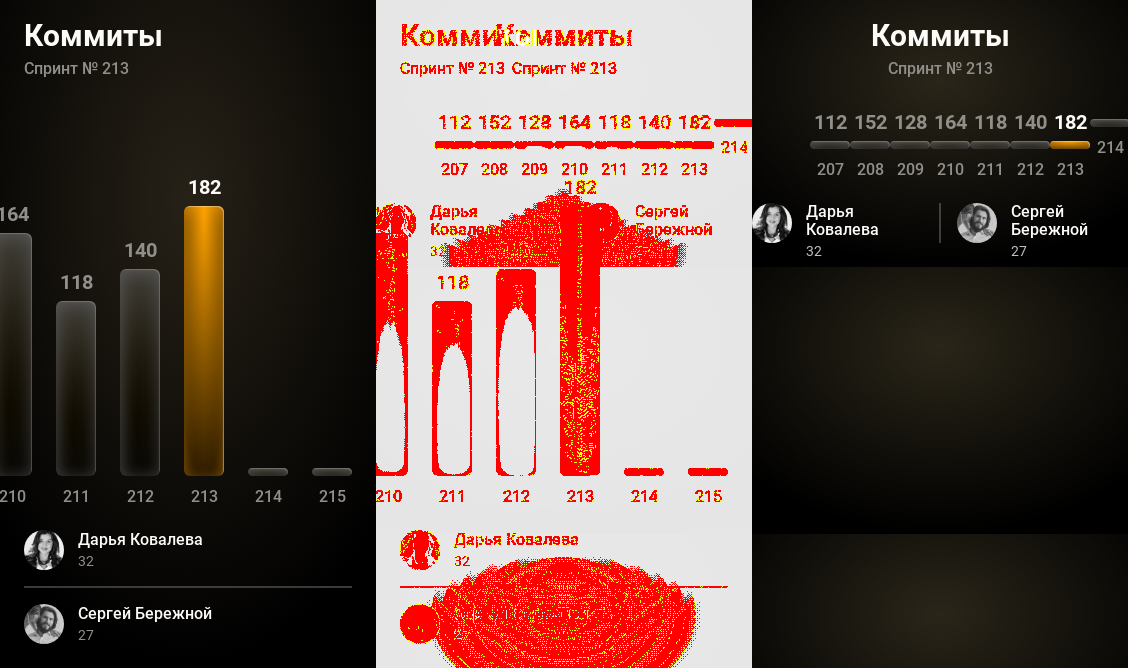 Коммиты
Спринт № 213
182
164
140
118
210 211 212 213 214 215
Дарья Ковалева
32
Сергей Бережной
27
Коммиты
Спринт № 213 Спринт № 213
112 152 128 164 118 140 182
214
207 208 209 210 211 212 213
182
Дарья
Сергей
Бережной
118
210 211 212 213 214 215
Дарья Ковалева
32
Коммиты
Спринт № 213
112 152 128 164 118 140 182
214
207 208 209 210 211 212 213
Дарья
Ковалева
32
Сергей
Бережной
27